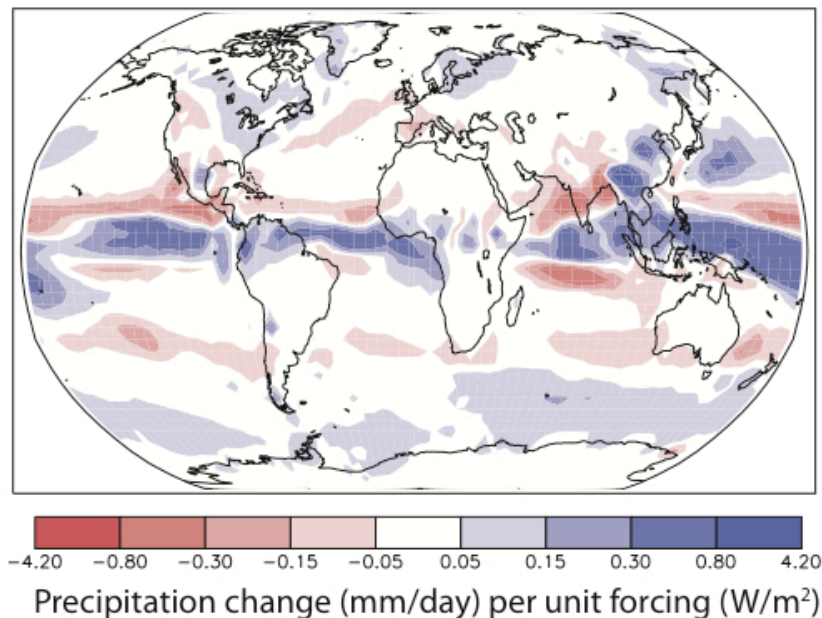 −4.20 −0.80 −0.30 −0.15 −0.05 0.05 0.15 0.30 0.80 4.20
Precipitation change (mm/day) per unit forcing (W/m²)